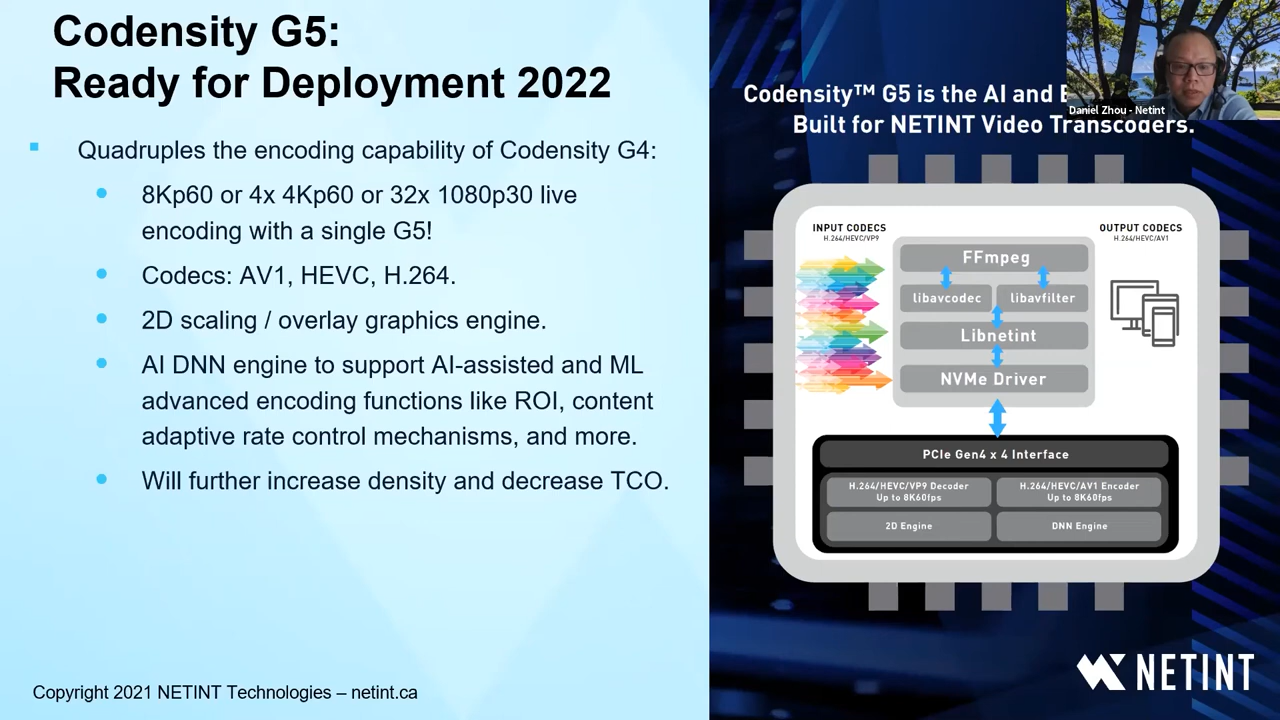 Codensity G5:
Ready for Deployment 2022
Quadruples the encoding capability of Codensity G4:
8Kp60 or 4x 4Kp60 or 32x 1080p30 live
encoding with a single G5!
Codecs: AV1, HEVC, H.264.
2D scaling / overlay graphics engine.
AI DNN engine to support AI-assisted and ML
advanced encoding functions like ROI, content
adaptive rate control mechanisms, and more.
Will further increase density and decrease TCO.
Copyright 2021 NETINT Technologies – netint.ca
Codensity™ G5 is the AI and
Built for NETINT Video Transcoders.
Daniel Zhou - Netint
INPUT CODECS
H.264/HEVC/VP9
OUTPUT CODECS
H.264/HEVC/AV1
FFmpeg
libavcodec
libavfilter
Libnetint
NVMe Driver
PCIe Gen4 x 4 Interface
H.264/HEVC/VP9 Decoder
Up to 8K60fps
H.264/HEVC/AV1 Encoder
Up to 8K60fps
2D Engine
DNN Engine
NETINT